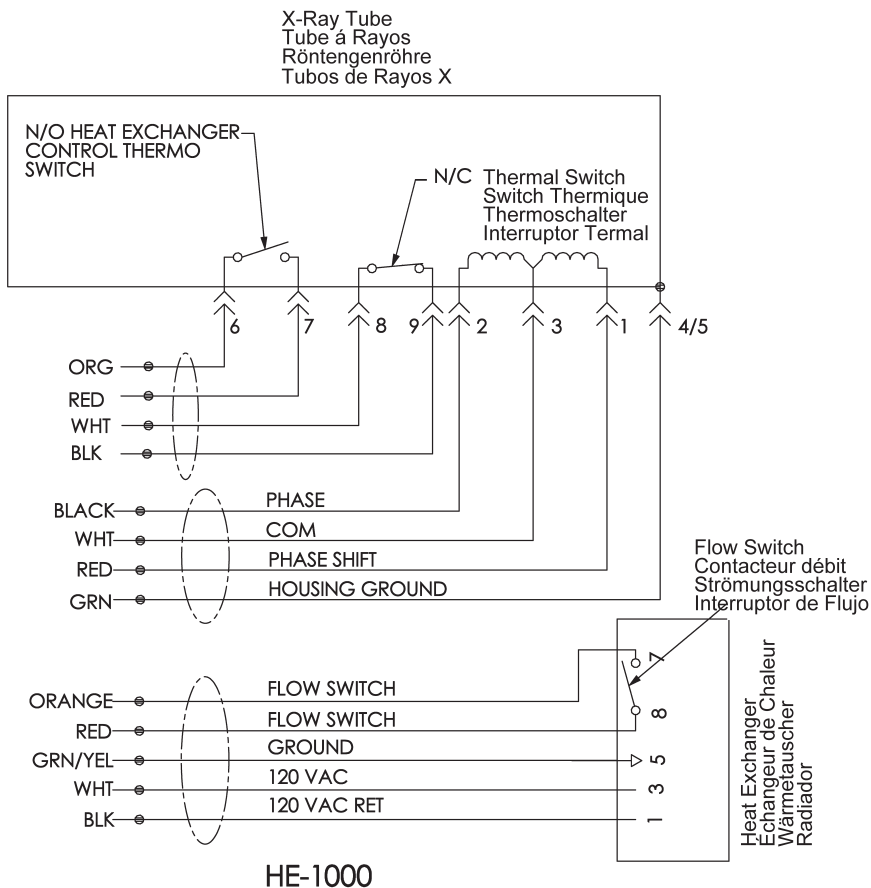 X-Ray Tube
Tube á Rayos
Röntgenröhre
Tubos de Rayos X
N/O HEAT EXCHANGER
CONTROL THERMO
SWITCH
N/C Thermal Switch
Switch Thermique
Thermoschalter
Interruptor Termal
6 7 8 9 2 3 1 4/5
ORG
RED
WHT
BLK
BLACK PHASE
WHT COM
RED PHASE SHIFT
GRN HOUSING GROUND
Flow Switch
Contacteur débit
Strömungsschalter
Interruptor de Flujo
ORANGE FLOW SWITCH 7
RED FLOW SWITCH 8
GRN/YEL GROUND 5
WHT 120 VAC 3
BLK 120 VAC RET 1
Heat Exchanger
Échangeur de Chaleur
Wärmetauscher
Radiador
HE-1000